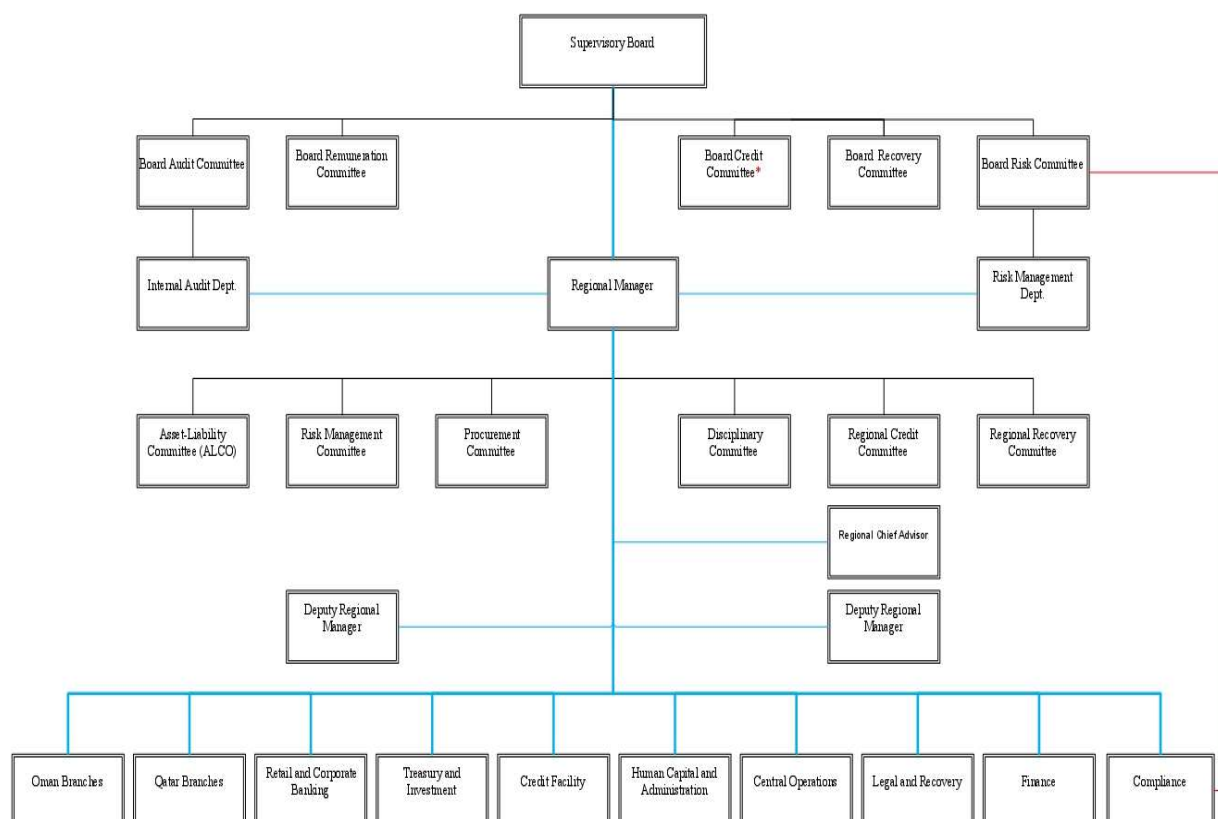 Supervisory Board
Board Audit Committee
Board Remuneration
Committee
Board Credit
Committee*
Board Recovery
Committee
Board Risk Committee
Internal Audit Dept.
Regional Manager
Risk Management
Dept.
Asset-Liability
Committee (ALCO)
Risk Management
Committee
Procurement
Committee
Disciplinary
Committee
Regional Credit
Committee
Regional Recovery
Committee
Regional Chief Advisor
Deputy Regional
Manager
Deputy Regional
Manager
Oman Branches
Qatar Branches
Retail and Corporate
Banking
Treasury and
Investment
Credit Facility
Human Capital and
Administration
Central Operations
Legal and Recovery
Finance
Compliance